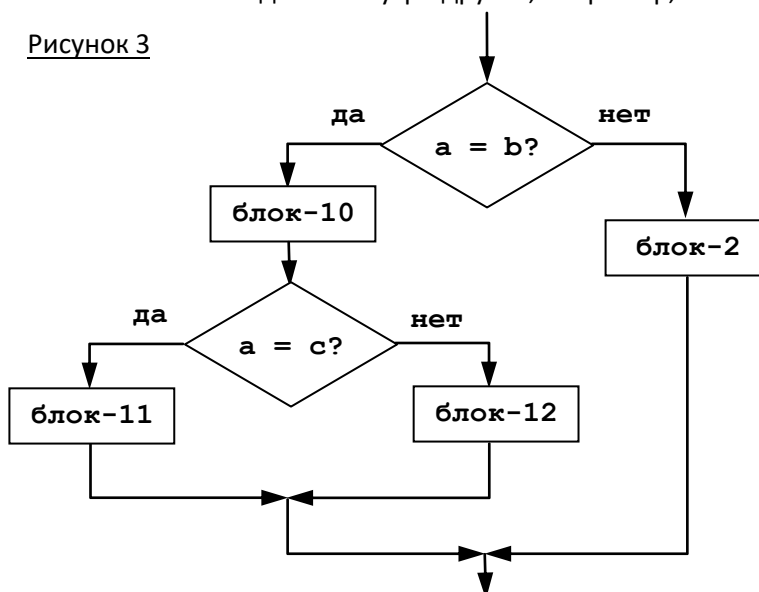 Рисунок 3
да
нет
a = b?
блок-10
блок-2
да
нет
a = c?
блок-11
блок-12